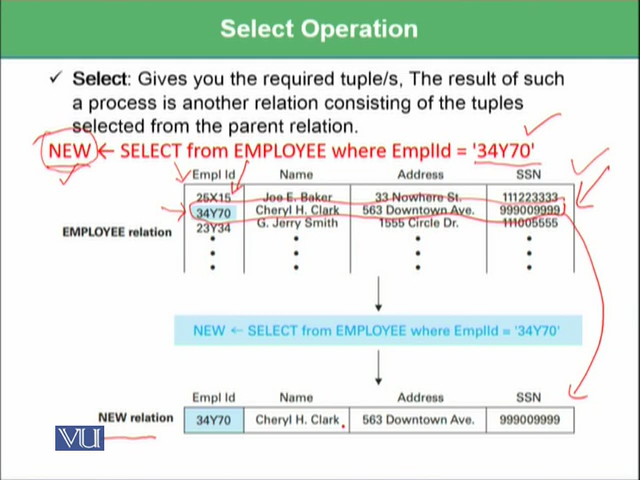 Select Operation
✓ Select: Gives you the required tuple/s, The result of such
a process is another relation consisting of the tuples
selected from the parent relation.
NEW ← SELECT from EMPLOYEE where EmplId = '34Y70'
Empl Id Name Address SSN
25X15 Joe E. Baker 33 Nowhere St. 111223333
34Y70 Cheryl H. Clark 563 Downtown Ave. 999009999
23Y34 G. Jerry Smith 1555 Circle Dr. 111005555
EMPLOYEE relation
NEW ← SELECT from EMPLOYEE where EmplId = '34Y70'
Empl Id Name Address SSN
NEW relation 34Y70 Cheryl H. Clark 563 Downtown Ave. 999009999
VU